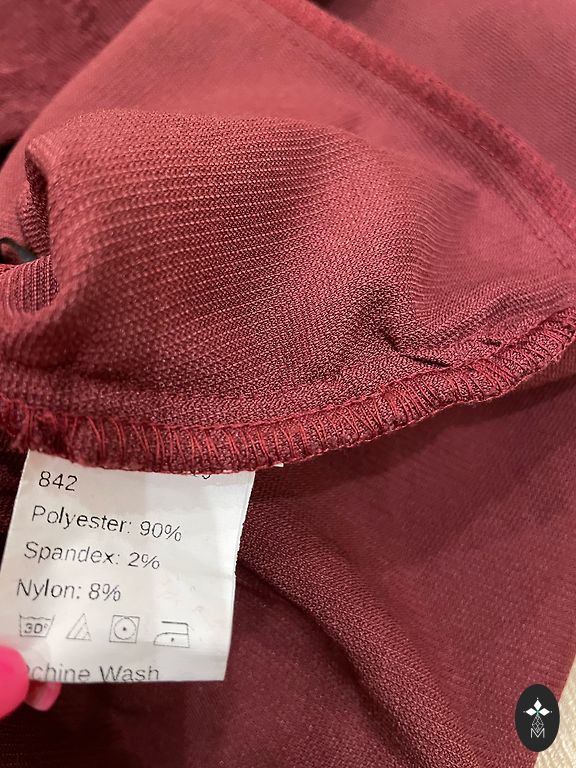 842
Polyester: 90%
Spandex: 2%
Nylon: 8%
30°
chine Wash
M